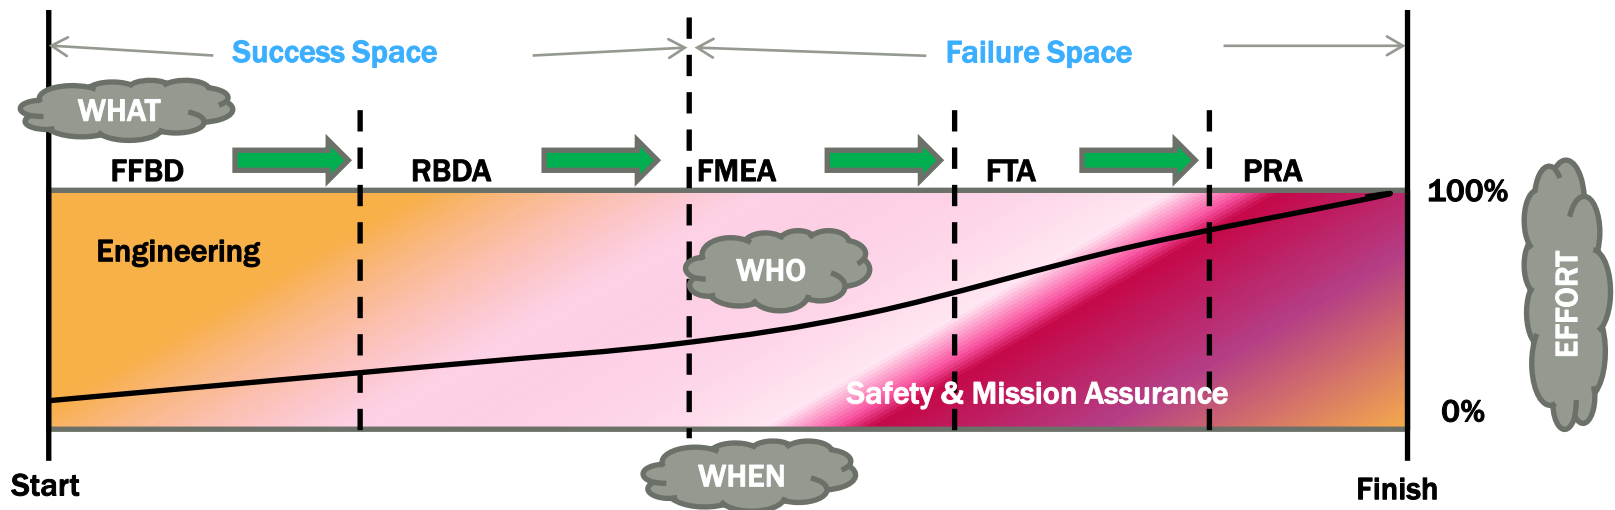 Success Space
Failure Space
WHAT
FFBD
RBDA
FMEA
FTA
PRA
100%
Engineering
WHO
EFFORT
Safety & Mission Assurance
0%
WHEN
Start
Finish